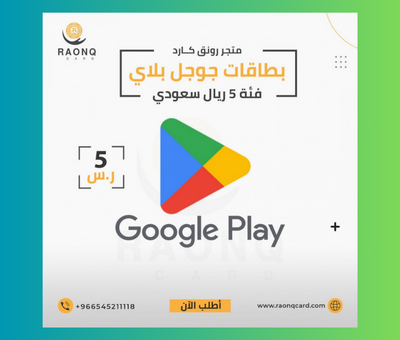 RAONQ
CARD
متجر رونق كارد
بطاقات جوجل بلاي
فئة 5 ريال سعودي
5
ر.س
Google Play
RAONQ
CARD
+966545211118
أطلب الآن
www.raonqcard.com